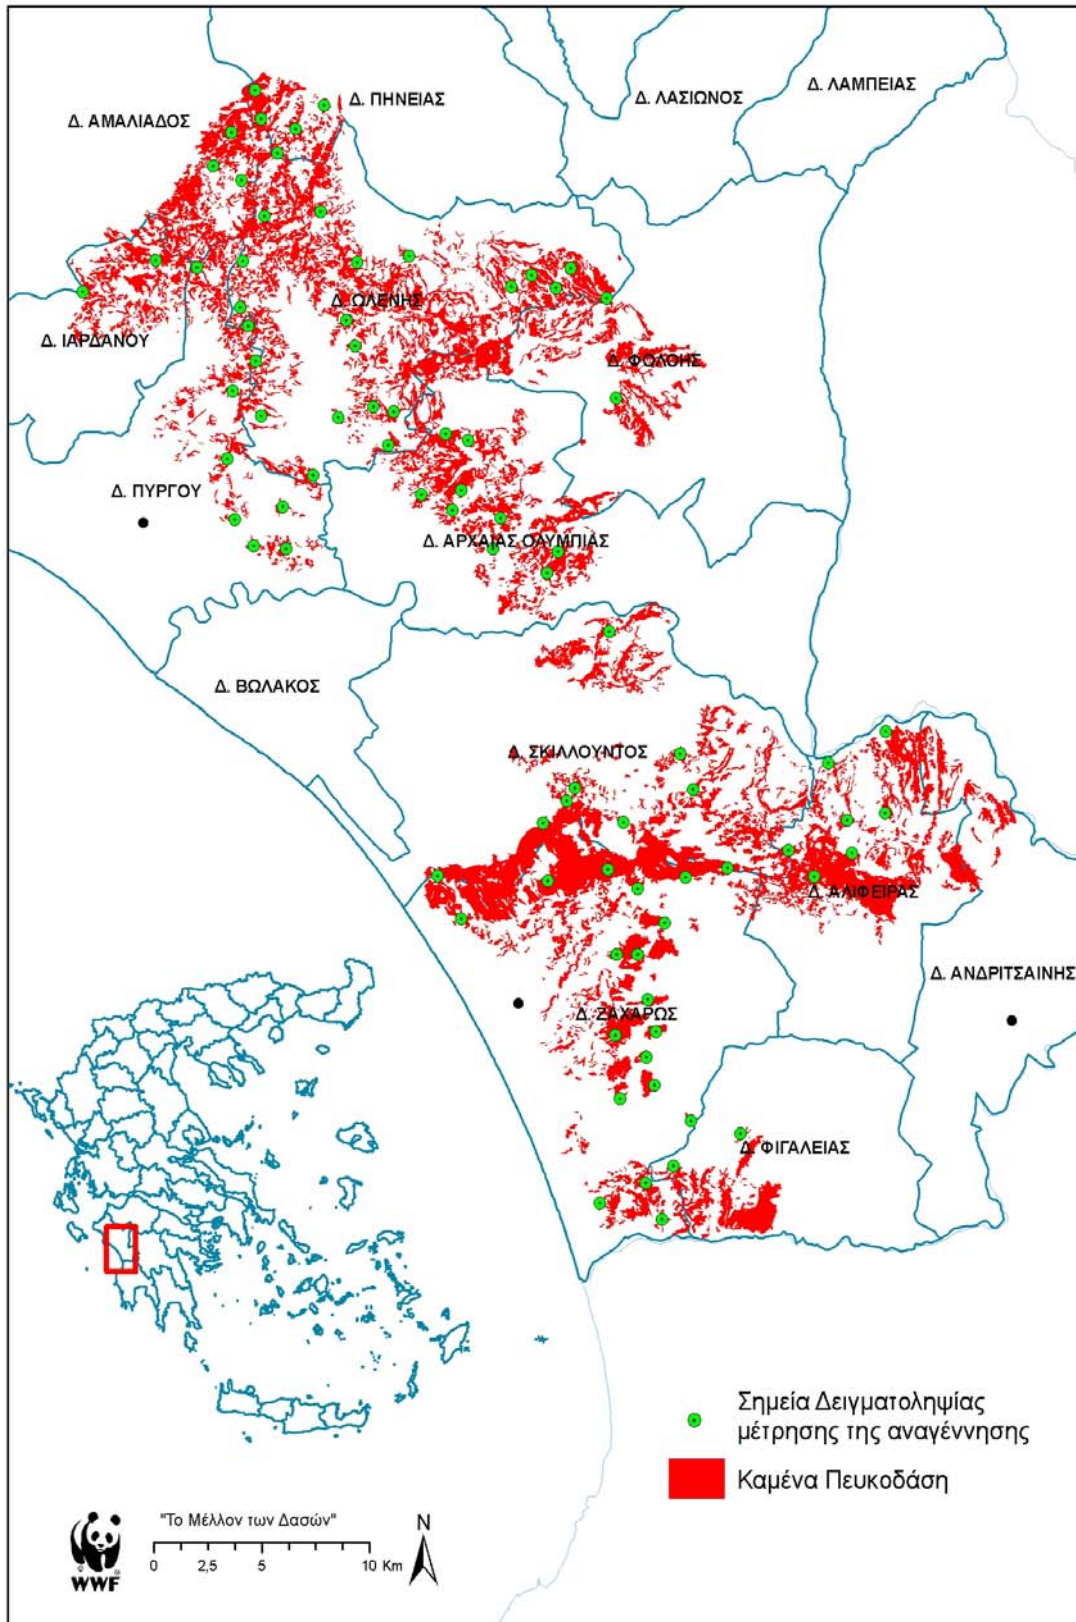 Δ. ΠΗΝΕΙΑΣ
Δ. ΛΑΣΙΩΝΟΣ
Δ. ΛΑΜΠΕΙΑΣ
Δ. ΑΜΑΛΙΑΔΟΣ
Δ. ΩΛΕΝΗΣ
Δ. ΙΑΡΔΑΝΟΥ
Δ. ΦΟΛΟΗΣ
Δ. ΠΥΡΓΟΥ
Δ. ΑΡΧΑΙΑΣ ΟΛΥΜΠΙΑΣ
Δ. ΒΩΛΑΚΟΣ
Δ. ΣΚΙΛΛΟΥΝΤΟΣ
Δ. ΑΛΙΦΕΙΡΑΣ
Δ. ΑΝΔΡΙΤΣΑΙΝΗΣ
Δ. ΖΑΧΑΡΩΣ
Δ. ΦΙΓΑΛΕΙΑΣ
Σημεία Δειγματοληψίας
μέτρησης της αναγέννησης
Καμένα Πευκοδάση
"Το Μέλλον των Δασών"
N
0 2,5 5 10 Km
WWF